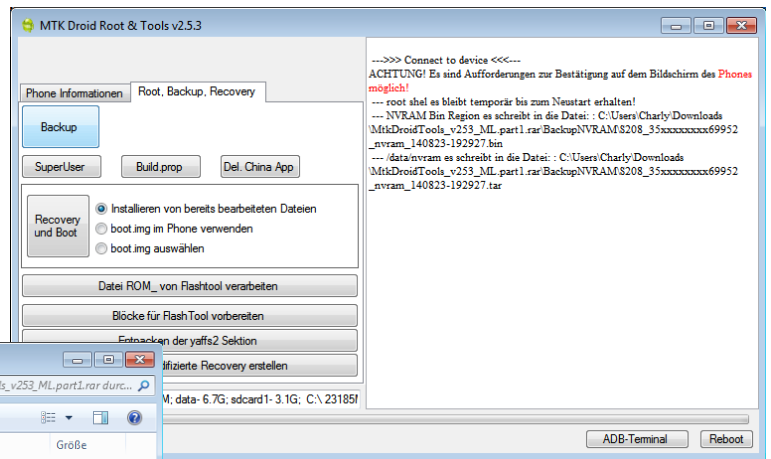 MTK Droid Root & Tools v2.5.3
Phone Informationen
Root, Backup, Recovery
Backup
SuperUser
Build.prop
Del. China App
Recovery
und Boot
Installieren von bereits bearbeiteten Dateien
boot.img im Phone verwenden
boot.img auswählen
Datei ROM_ von Flashtool verarbeiten
Blöcke für FlashTool vorbereiten
Entpacken der yaffs2 Sektion
difizierte Recovery erstellen
M; data- 6.7G; sdcard1- 3.1G; C:\ 23185M
--->>> Connect to device <<<---
ACHTUNG! Es sind Aufforderungen zur Bestätigung auf dem Bildschirm des Phones
möglich!
--- root shel es bleibt temporär bis zum Neustart erhalten!
--- NVRAM Bin Region es schreibt in die Datei: : C:\Users\Charly\Downloads
\MtkDroidTools_v253_ML.part1.rar\BackupNVRAM\8208_35xxxxxxxx69952
_nvram_140823-192927.bin
--- /data/nvram es schreibt in die Datei: : C:\Users\Charly\Downloads
\MtkDroidTools_v253_ML.part1.rar\BackupNVRAM\8208_35xxxxxxxx69952
_nvram_140823-192927.tar
ls_v253_ML.part1.rar durc...
Größe
ADB-Terminal
Reboot